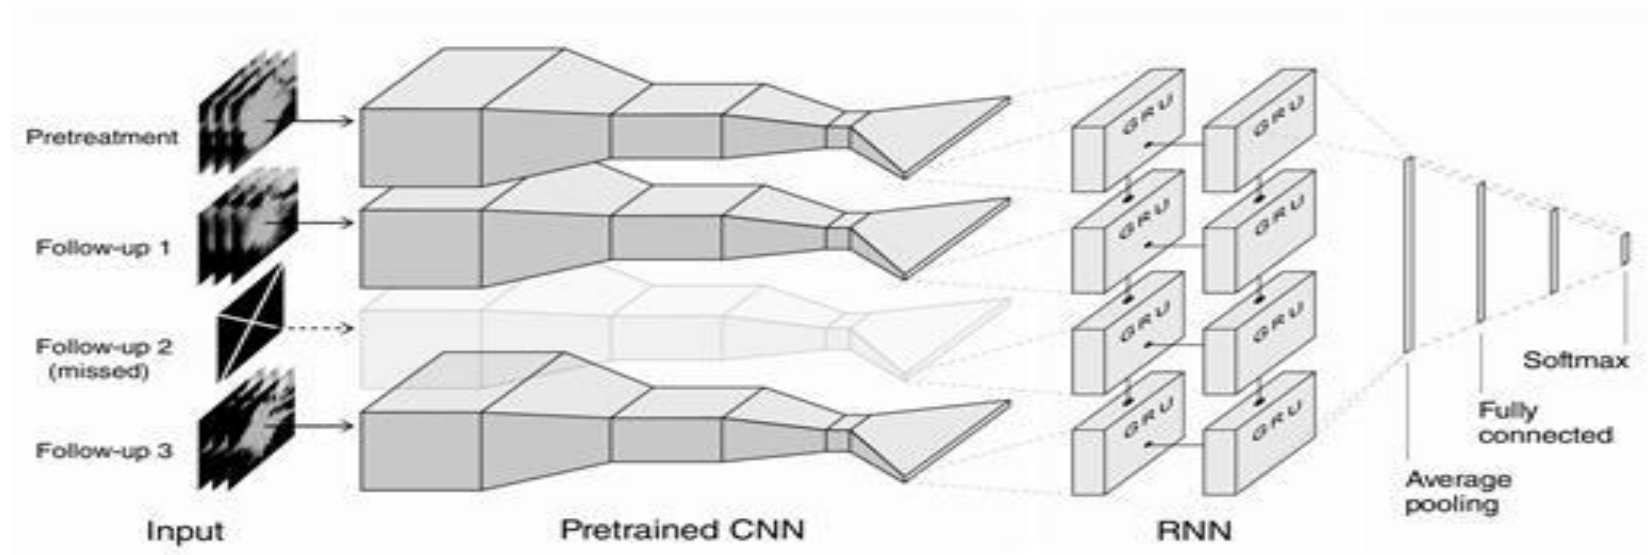 Pretreatment
Follow-up 1
Follow-up 2
(missed)
Follow-up 3
Input
Pretrained CNN
GRU
GRU
GRU
GRU
GRU
GRU
GRU
GRU
RNN
Average
pooling
Fully
connected
Softmax